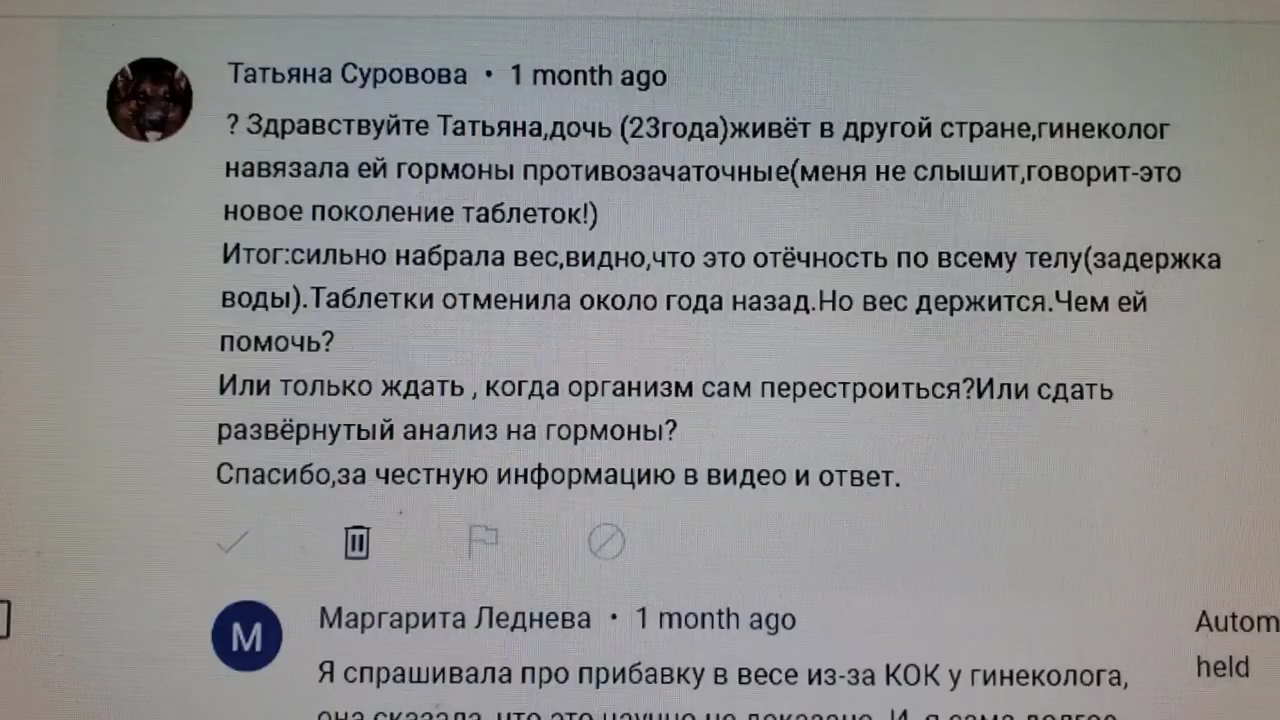 Татьяна Суровова • 1 month ago
? Здравствуйте Татьяна,дочь (23года)живёт в другой стране,гинеколог
навязала ей гормоны противозачаточные(меня не слышит,говорит-это
новое поколение таблеток!)
Итог:сильно набрала вес,видно,что это отёчность по всему телу(задержка
воды).Таблетки отменила около года назад.Но вес держится.Чем ей
помочь?
Или только ждать , когда организм сам перестроиться?Или сдать
развёрнутый анализ на гормоны?
Спасибо,за честную информацию в видео и ответ.
М
Маргарита Леднева • 1 month ago
Autom
held
Я спрашивала про прибавку в весе из-за КОК у гинеколога,